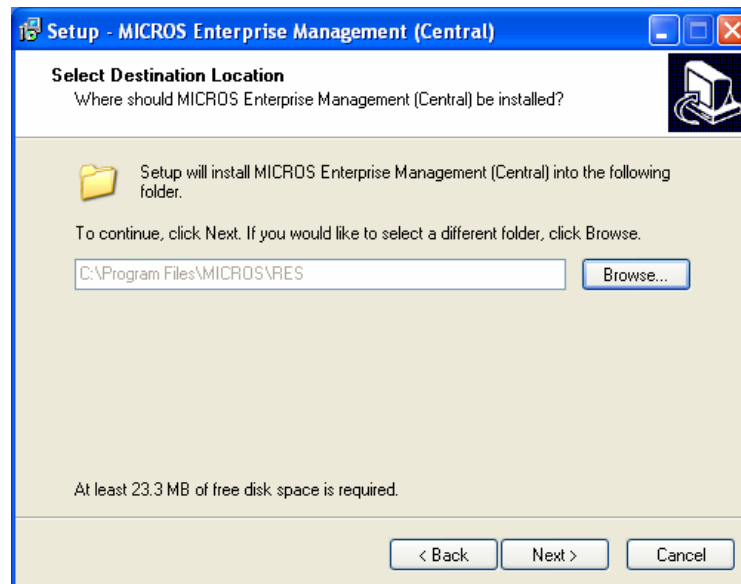 Setup - MICROS Enterprise Management (Central)
Select Destination Location
Where should MICROS Enterprise Management (Central) be installed?
Setup will install MICROS Enterprise Management (Central) into the following
folder.
To continue, click Next. If you would like to select a different folder, click Browse.
C:\Program Files\MICROS\RES
Browse...
At least 23.3 MB of free disk space is required.
< Back
Next >
Cancel